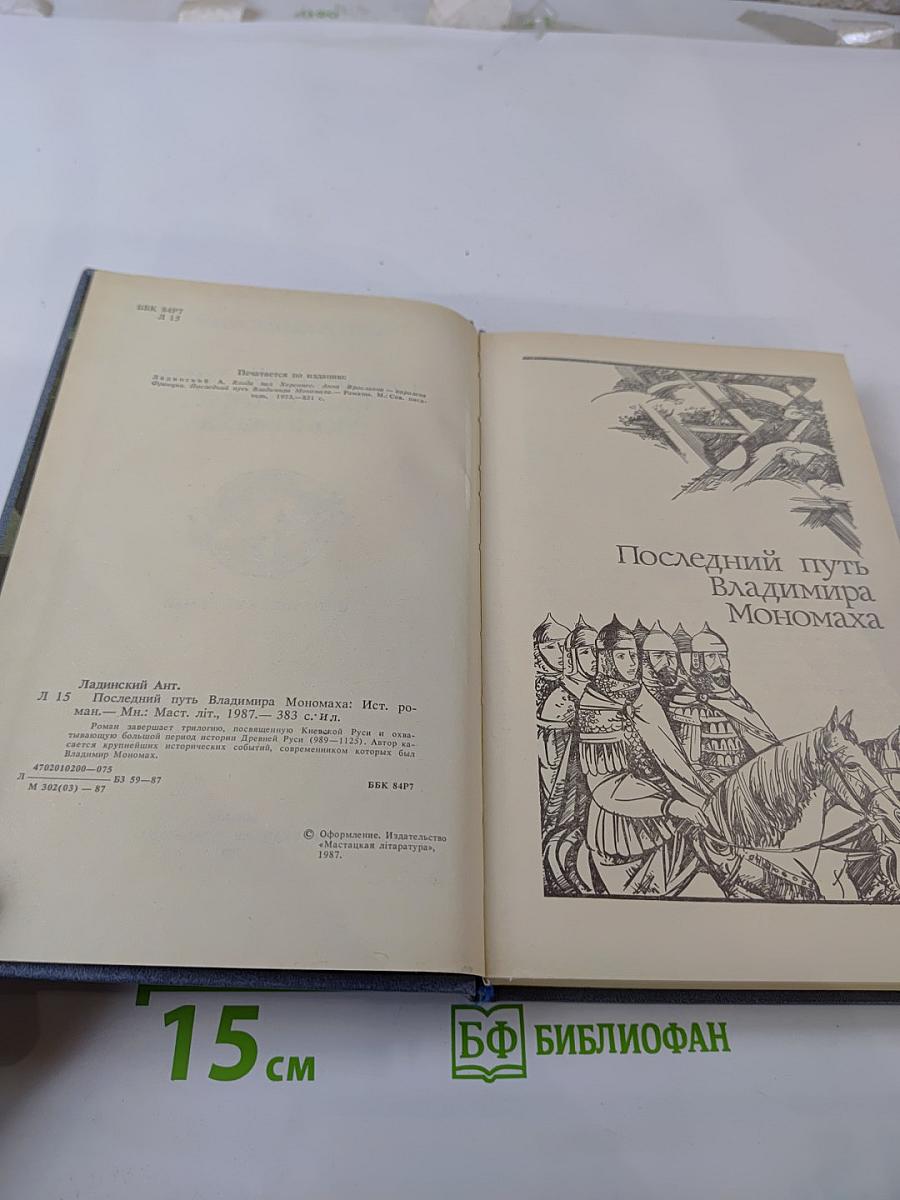 ББК 84Р7
Л 15
Печатается по изданию:
Ладинский А. Когда пал Херсонес. Анна Ярославна — королева
Франции. Последний путь Владимира Мономаха.— Романы. М.: Сов. писа-
тель, 1973.—831 с.
Ладинский Ант.
Л 15 Последний путь Владимира Мономаха: Ист. ро-
ман.— Мн.: Маст. літ., 1987.— 383 с.: ил.
Роман завершает трилогию, посвященную Киевской Руси и охва-
тывающую большой период истории Древней Руси (989—1125). Автор ка-
сается крупнейших исторических событий, современником которых был
Владимир Мономах.
4702010200—075
Л ———— БЗ 59—87
М 302(03) — 87
ББК 84Р7
© Оформление. Издательство
«Мастацкая літаратура»,
1987.
Последний путь
Владимира
Мономаха
15 см
БФ БИБЛИОФАН